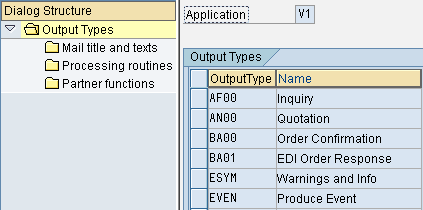 Dialog Structure
Output Types
Mail title and texts
Processing routines
Partner functions
Application V1
Output Types
OutputType Name
AF00 Inquiry
AN00 Quotation
BA00 Order Confirmation
BA01 EDI Order Response
ESYM Warnings and Info
EVEN Produce Event